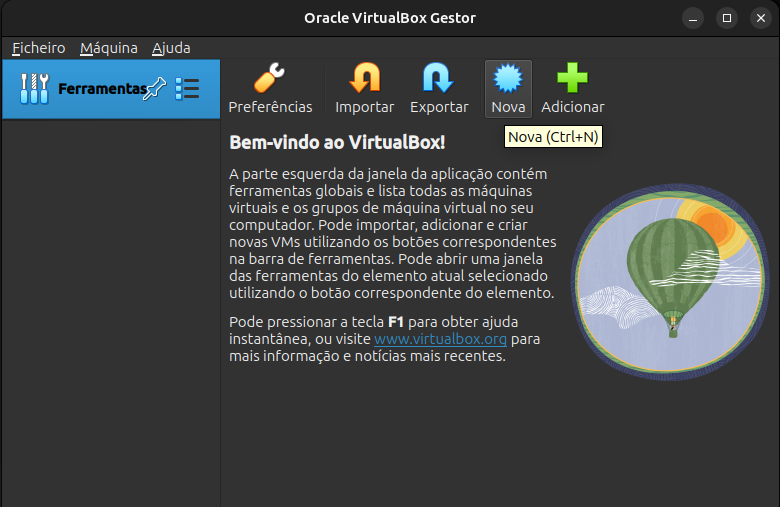 Oracle VirtualBox Gestor
Ficheiro Máquina Ajuda
Ferramentas
Preferências Importar Exportar Nova Adicionar
Nova (Ctrl+N)
Bem-vindo ao VirtualBox!
A parte esquerda da janela da aplicação contém
ferramentas globais e lista todas as máquinas
virtuais e os grupos de máquina virtual no seu
computador. Pode importar, adicionar e criar
novas VMs utilizando os botões correspondentes
na barra de ferramentas. Pode abrir uma janela
das ferramentas do elemento atual selecionado
utilizando o botão correspondente do elemento.
Pode pressionar a tecla F1 para obter ajuda
instantânea, ou visite www.virtualbox.org para
mais informação e notícias mais recentes.